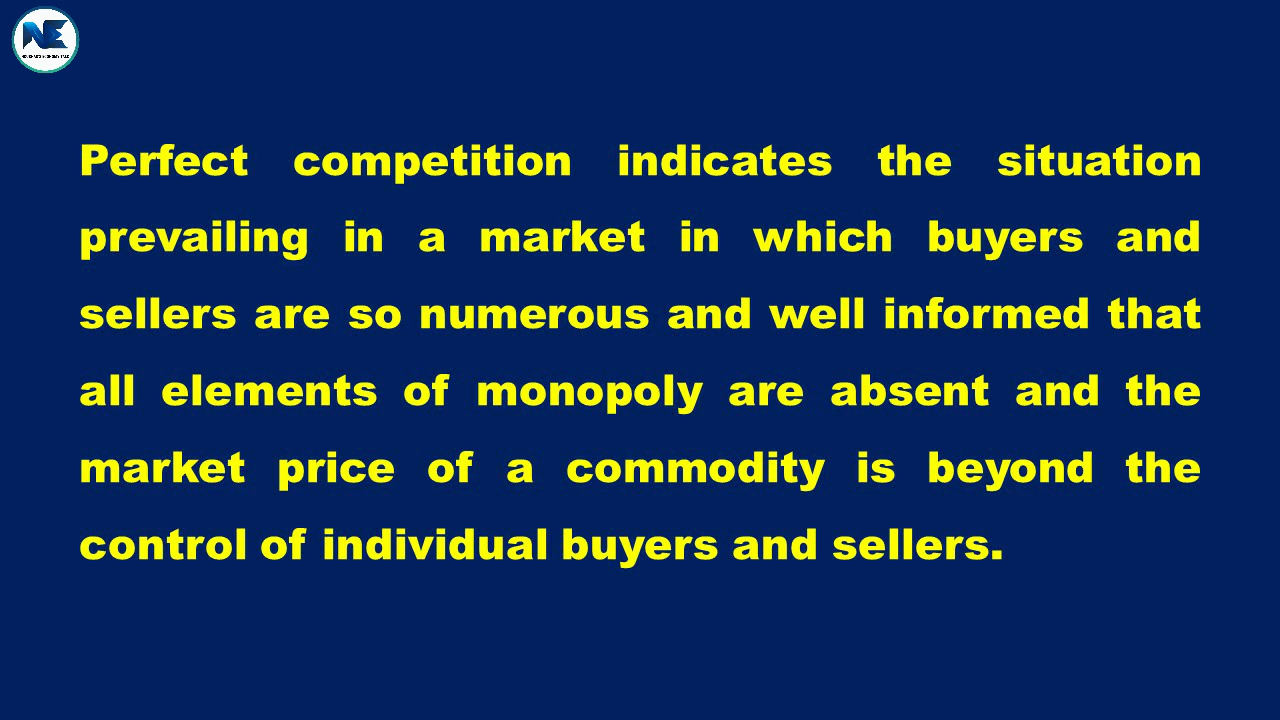 NE
Perfect competition indicates the situation
prevailing in a market in which buyers and
sellers are so numerous and well informed that
all elements of monopoly are absent and the
market price of a commodity is beyond the
control of individual buyers and sellers.